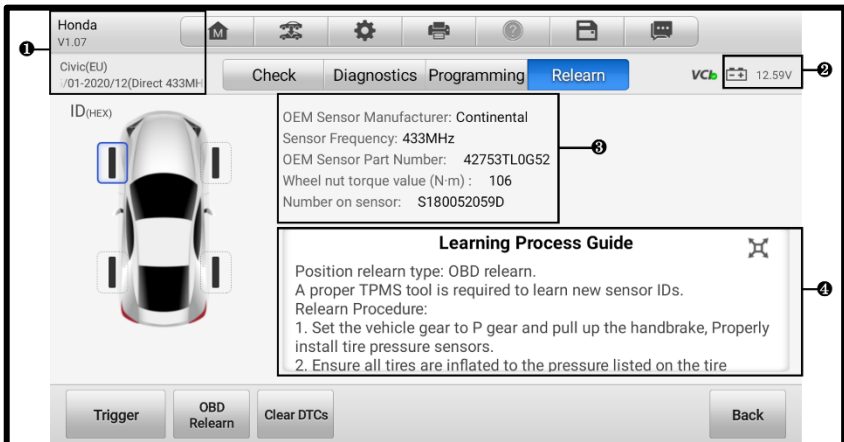 Honda
V1.07
❶
Civic(EU)
/01-2020/12(Direct 433MH
Check
Diagnostics
Programming
Relearn
VCI
12.59V
❷
ID(HEX)
OEM Sensor Manufacturer: Continental
Sensor Frequency: 433MHz
OEM Sensor Part Number: 42753TL0G52
Wheel nut torque value (N·m) : 106
Number on sensor: S180052059D
❸
Learning Process Guide
Position relearn type: OBD relearn.
A proper TPMS tool is required to learn new sensor IDs.
Relearn Procedure:
1. Set the vehicle gear to P gear and pull up the handbrake, Properly
install tire pressure sensors.
2. Ensure all tires are inflated to the pressure listed on the tire
❹
Trigger
OBD
Relearn
Clear DTCs
Back